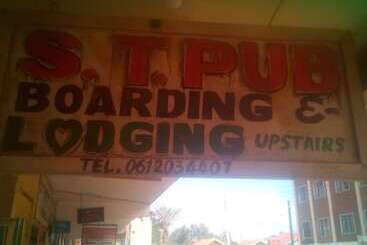 S.T. PUB
BOARDING &
LODGING UPSTAIRS
TEL. 0612034607